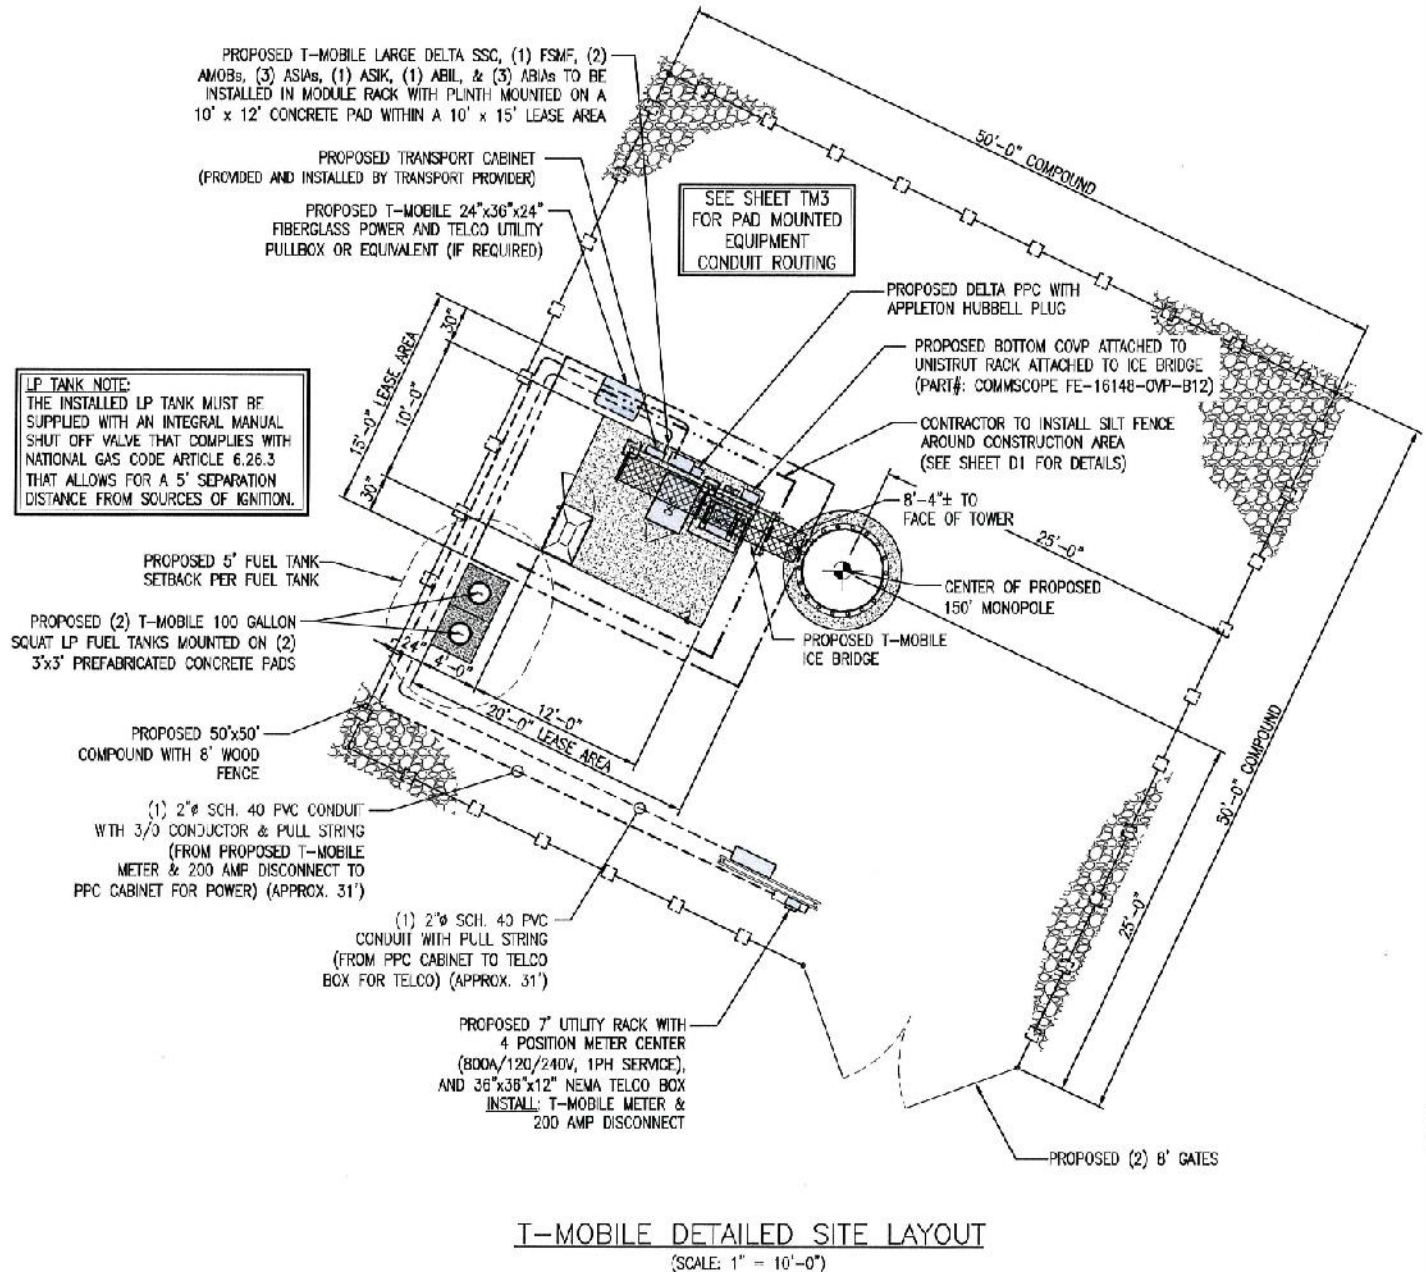 PROPOSED T-MOBILE LARGE DELTA SSC, (1) FSMF, (2)
AMOBs, (3) ASIAs, (1) ASIK, (1) ABIL, & (3) ABIAs TO BE
INSTALLED IN MODULE RACK WITH PLINTH MOUNTED ON A
10' x 12' CONCRETE PAD WITHIN A 10' x 15' LEASE AREA
PROPOSED TRANSPORT CABINET
(PROVIDED AND INSTALLED BY TRANSPORT PROVIDER)
PROPOSED T-MOBILE 24"x36"x24"
FIBERGLASS POWER AND TELCO UTILITY
PULLBOX OR EQUIVALENT (IF REQUIRED)
SEE SHEET TM3
FOR PAD MOUNTED
EQUIPMENT
CONDUIT ROUTING
50'-0" COMPOUND
PROPOSED DELTA PPC WITH
APPLETON HUBBELL PLUG
PROPOSED BOTTOM COVP ATTACHED TO
UNISTRUT RACK ATTACHED TO ICE BRIDGE
(PART#: COMMSCOPE FE-16148-OVP-B12)
CONTRACTOR TO INSTALL SILT FENCE
AROUND CONSTRUCTION AREA
(SEE SHEET D1 FOR DETAILS)
8'-4"± TO
FACE OF TOWER
25'-0"
CENTER OF PROPOSED
150' MONOPOLE
PROPOSED T-MOBILE
ICE BRIDGE
30"
15'-0" LEASE AREA
10'-0"
30"
LP TANK NOTE:
THE INSTALLED LP TANK MUST BE
SUPPLIED WITH AN INTEGRAL MANUAL
SHUT OFF VALVE THAT COMPLIES WITH
NATIONAL GAS CODE ARTICLE 6.26.3
THAT ALLOWS FOR A 5' SEPARATION
DISTANCE FROM SOURCES OF IGNITION.
PROPOSED 5' FUEL TANK
SETBACK PER FUEL TANK
PROPOSED (2) T-MOBILE 100 GALLON
SQUAT LP FUEL TANKS MOUNTED ON (2)
3'x3' PREFABRICATED CONCRETE PADS
24"
4'-0"
12'-0"
20'-0" LEASE AREA
PROPOSED 50'x50'
COMPOUND WITH 8' WOOD
FENCE
(1) 2"ø SCH. 40 PVC CONDUIT
WITH 3/0 CONDUCTOR & PULL STRING
(FROM PROPOSED T-MOBILE
METER & 200 AMP DISCONNECT TO
PPC CABINET FOR POWER) (APPROX. 31')
(1) 2"ø SCH. 40 PVC
CONDUIT WITH PULL STRING
(FROM PPC CABINET TO TELCO
BOX FOR TELCO) (APPROX. 31')
PROPOSED 7' UTILITY RACK WITH
4 POSITION METER CENTER
(800A/120/240V, 1PH SERVICE),
AND 36"x36"x12" NEMA TELCO BOX
INSTALL: T-MOBILE METER &
200 AMP DISCONNECT
50'-0" COMPOUND
25'-0"
PROPOSED (2) 8' GATES
T-MOBILE DETAILED SITE LAYOUT
(SCALE: 1" = 10'-0")